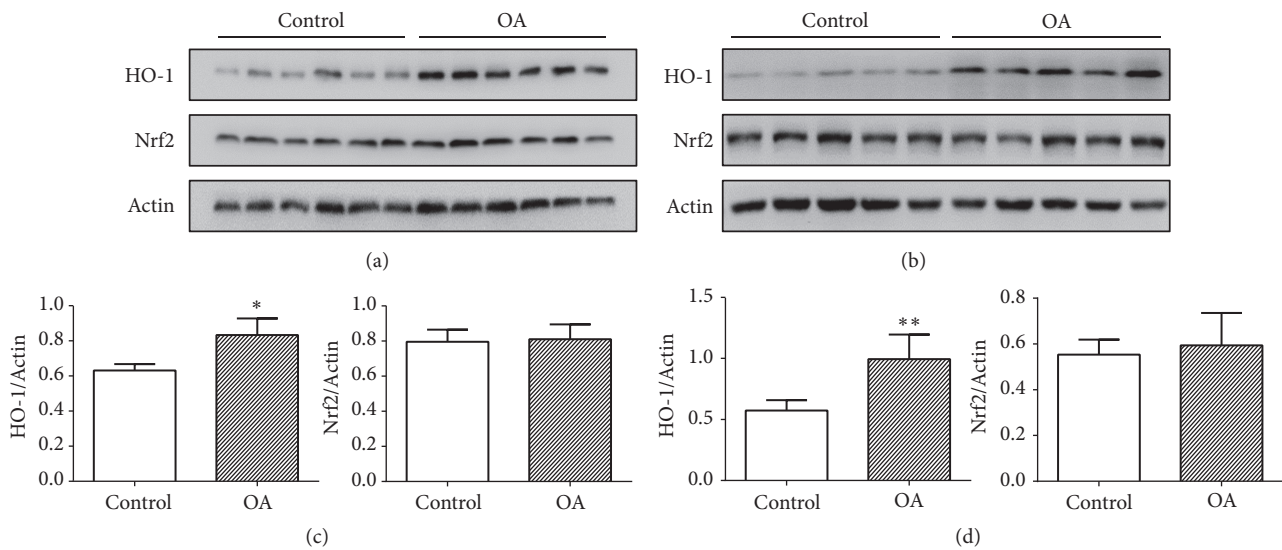 Control OA
HO-1
Nrf2
Actin
(a)
Control OA
HO-1
Nrf2
Actin
(b)
HO-1/Actin
1.0
0.8
0.6
0.4
0.2
0.0
*
Control OA
Nrf2/Actin
1.0
0.8
0.6
0.4
0.2
0.0
Control OA
(c)
HO-1/Actin
1.5
1.0
0.5
0.0
**
Control OA
Nrf2/Actin
0.8
0.6
0.4
0.2
0.0
Control OA
(d)